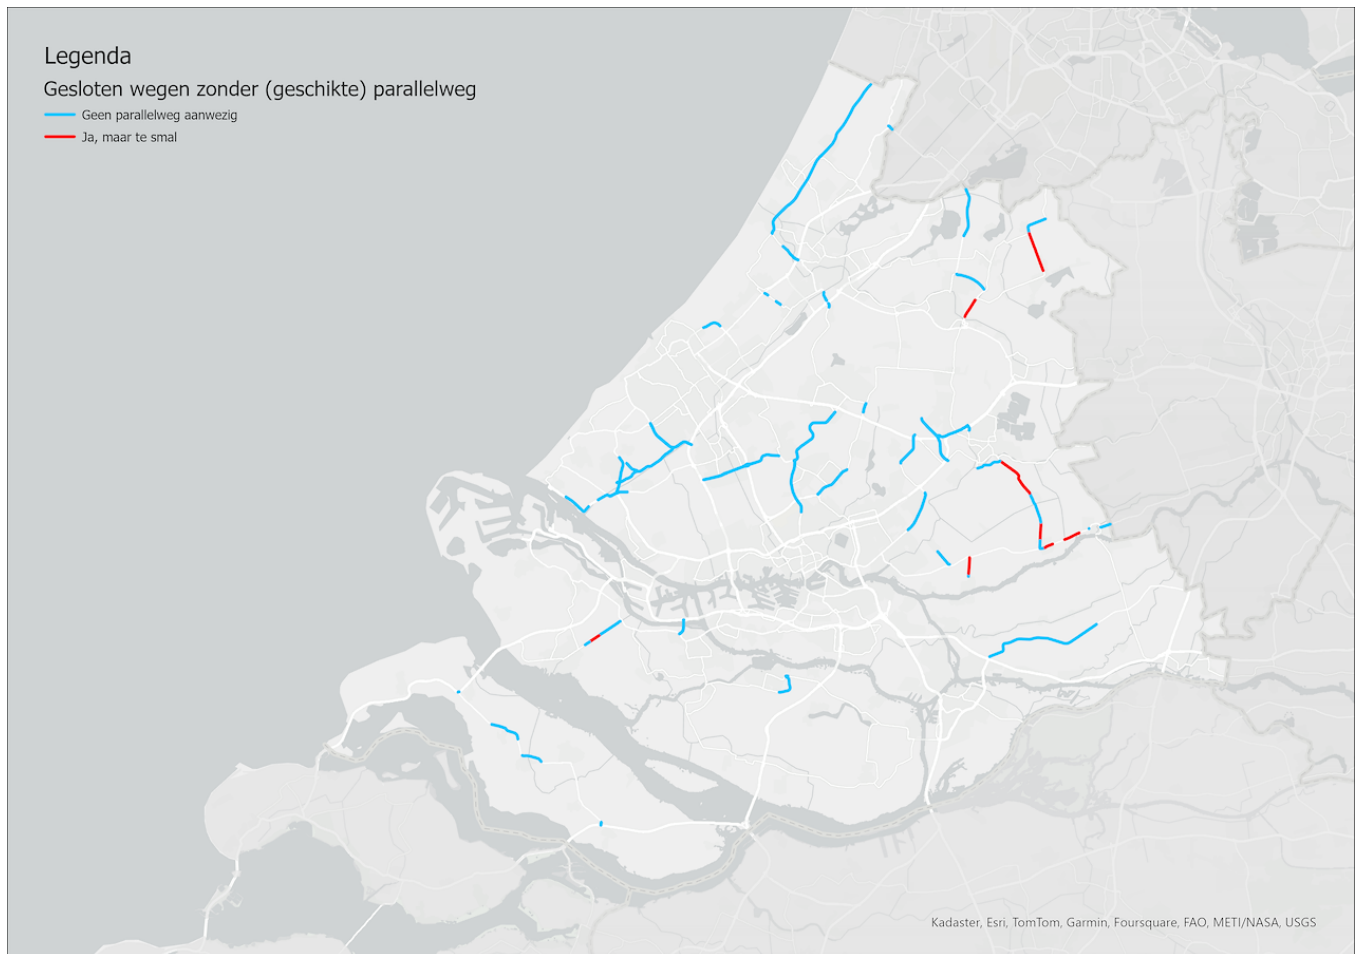 Legenda
Gesloten wegen zonder (geschikte) parallelweg
Geen parallelweg aanwezig
Ja, maar te smal
Kadaster, Esri, TomTom, Garmin, Foursquare, FAO, METI/NASA, USGS